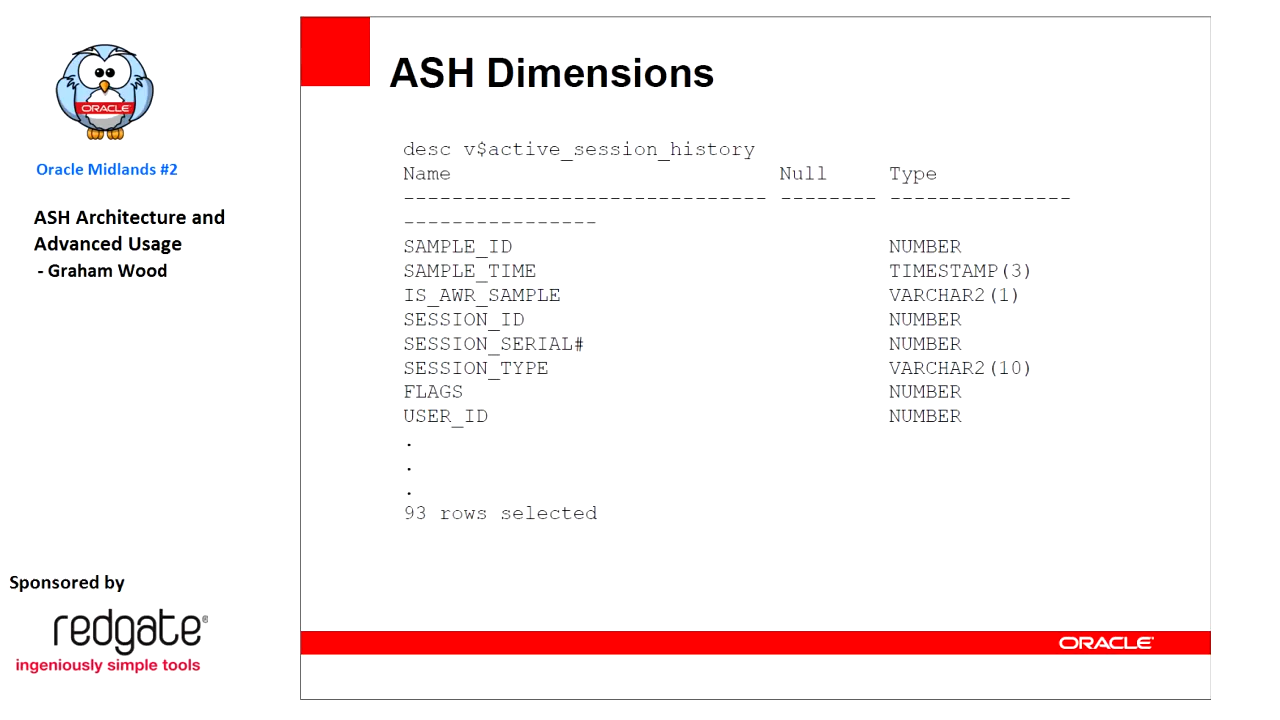 ORACLE
Oracle Midlands #2
ASH Architecture and
Advanced Usage
- Graham Wood
Sponsored by
redgate®
ingeniously simple tools
ASH Dimensions
desc v$active_session_history
Name Null Type
------------------------------ -------- ---------------
----------------
SAMPLE_ID NUMBER
SAMPLE_TIME TIMESTAMP(3)
IS_AWR_SAMPLE VARCHAR2(1)
SESSION_ID NUMBER
SESSION_SERIAL# NUMBER
SESSION_TYPE VARCHAR2(10)
FLAGS NUMBER
USER_ID NUMBER
.
.
.
93 rows selected
ORACLE